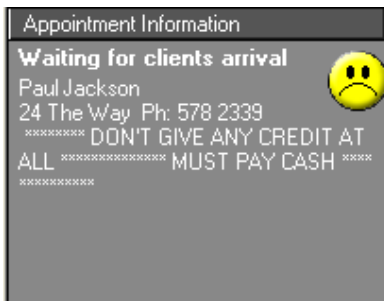 Appointment Information
Waiting for clients arrival
Paul Jackson
24 The Way Ph: 578 2339
******** DON'T GIVE ANY CREDIT AT
ALL ************** MUST PAY CASH ****
**********